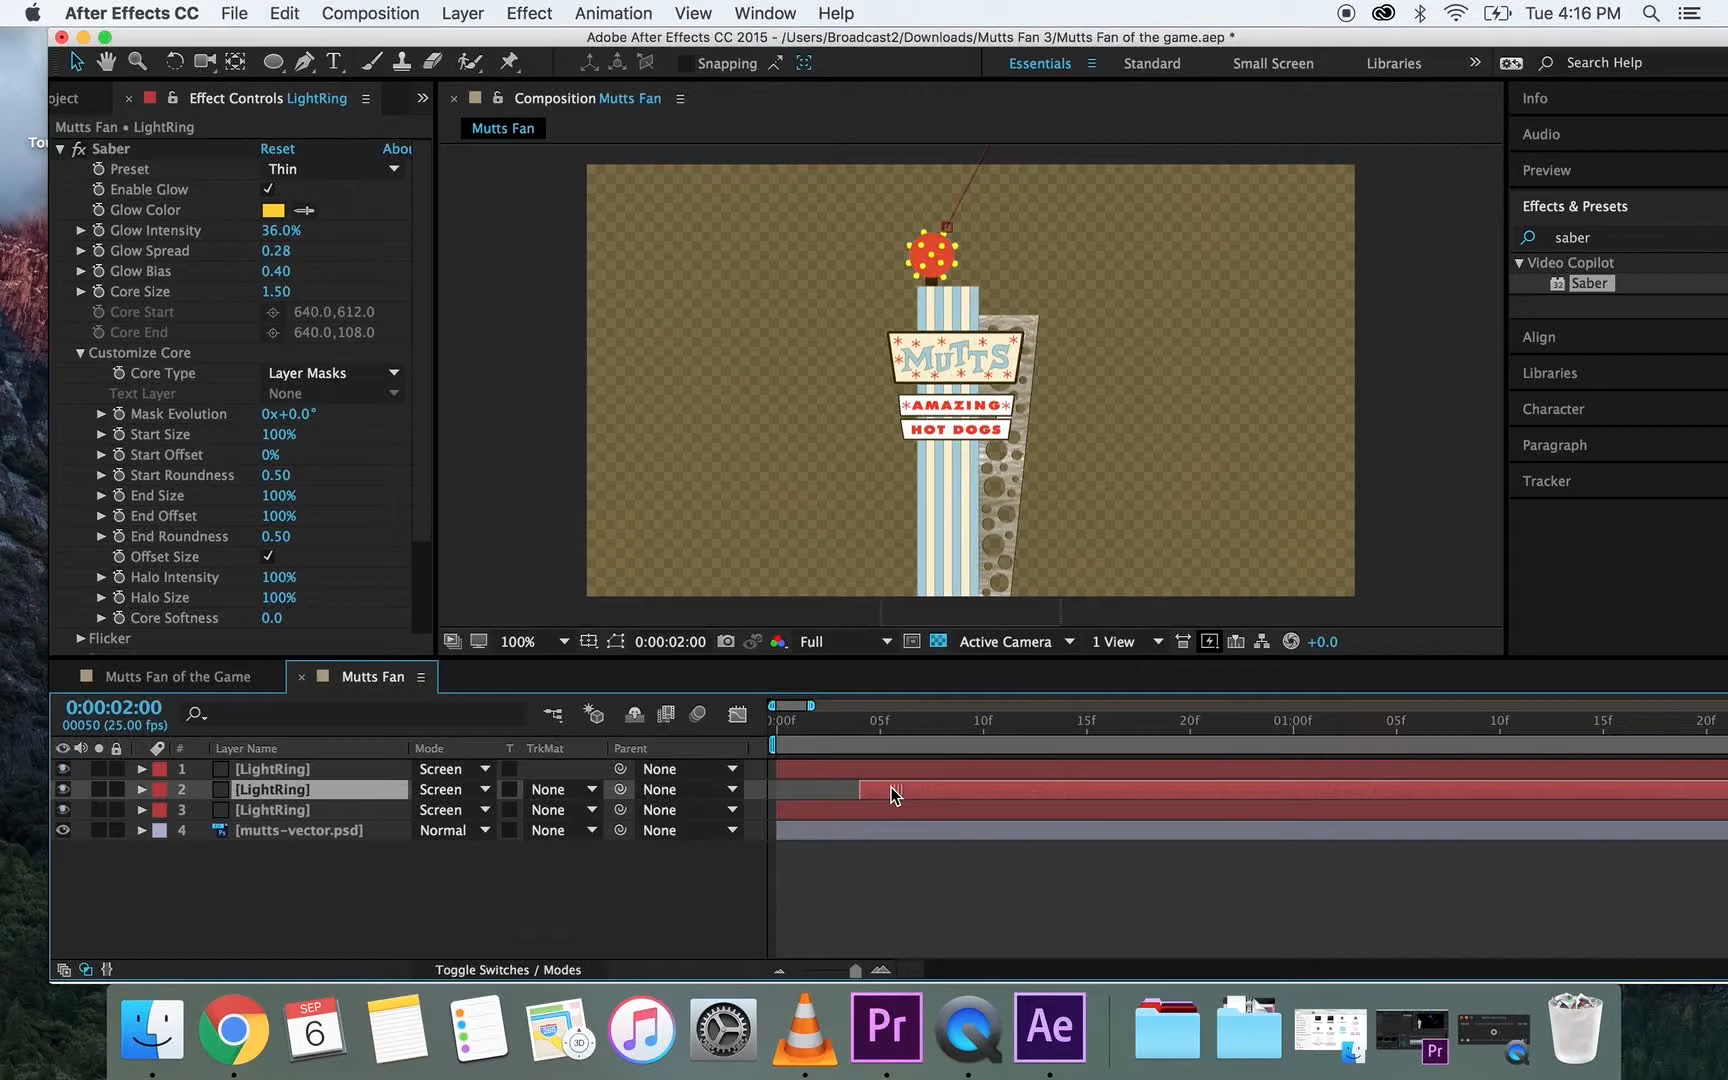 After Effects CC File Edit Composition Layer Effect Animation View Window Help Tue 4:16 PM
Adobe After Effects CC 2015 - /Users/Broadcast2/Downloads/Mutts Fan 3/Mutts Fan of the game.aep *
T Snapping Essentials Standard Small Screen Libraries » Search Help
oject × Effect Controls LightRing » × Composition Mutts Fan Info
Mutts Fan • LightRing
Mutts Fan
Audio
Tou
fx Saber Reset Abou
Preset Thin
Enable Glow ✓
Glow Color
Glow Intensity 36.0%
Glow Spread 0.28
Glow Bias 0.40
Core Size 1.50
Core Start 640.0,612.0
Core End 640.0,108.0
Customize Core
Core Type Layer Masks
Text Layer None
Mask Evolution 0x+0.0°
Start Size 100%
Start Offset 0%
Start Roundness 0.50
End Size 100%
End Offset 100%
End Roundness 0.50
Offset Size ✓
Halo Intensity 100%
Halo Size 100%
Core Softness 0.0
Flicker
MUTTS
*AMAZING*
HOT DOGS
Preview
Effects & Presets
saber
Video Copilot
32 Saber
Align
Libraries
Character
Paragraph
Tracker
100% 0:00:02:00 Full Active Camera 1 View +0.0
Mutts Fan of the Game × Mutts Fan
0:00:02:00
00050 (25.00 fps)
:00f 05f 10f 15f 20f 01:00f 05f 10f 15f 20f
# Layer Name Mode T TrkMat Parent
1 [LightRing] Screen None
2 [LightRing] Screen None None
3 [LightRing] Screen None None
4 [mutts-vector.psd] Normal None None
Toggle Switches / Modes
SEP
6
280
3D
Pr
Ae
Pr